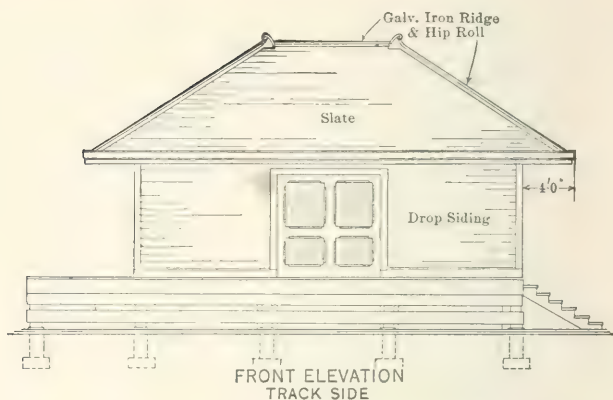 Galv. Iron Ridge
& Hip Roll
Slate
4'0"
Drop Siding
FRONT ELEVATION
TRACK SIDE